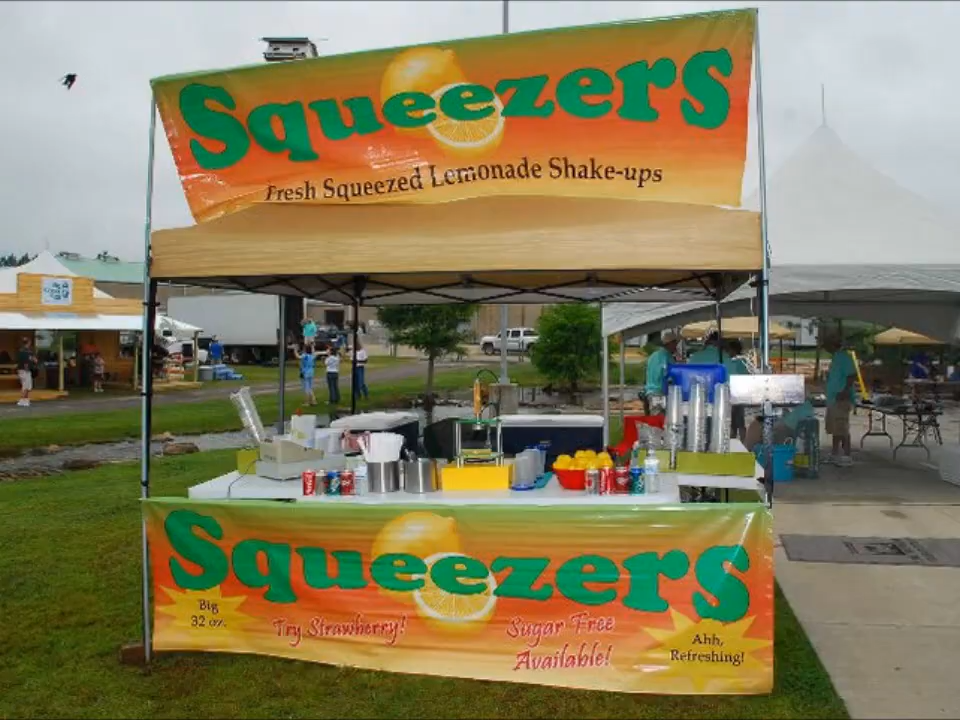 Squeezers
Fresh Squeezed Lemonade Shake-ups
Squeezers
Big
32 oz.
Try Strawberry!
Sugar Free
Available!
Ahh,
Refreshing!